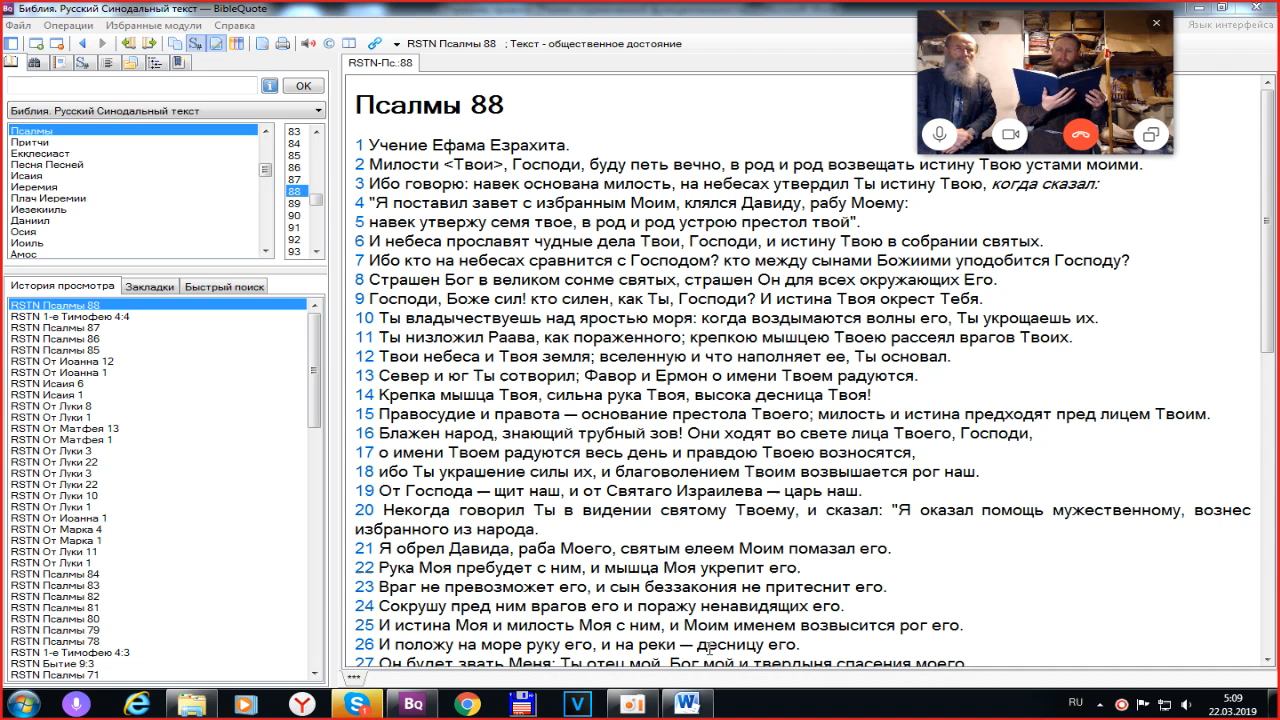 Библия. Русский Синодальный текст — BibleQuote
Файл Операции Избранные модули Справка
Язык интерфейса
RSTN Псалмы 88 ; Текст - общественное достояние
OK
RSTN-Пс.:88
Библия. Русский Синодальный текст
Псалмы
Притчи
Екклесиаст
Песня Песней
Исаия
Иеремия
Плач Иеремии
Иезекииль
Даниил
Осия
Иоиль
Амос
83
84
85
86
87
88
89
90
91
92
93
История просмотра Закладки Быстрый поиск
RSTN Псалмы 88
RSTN 1-е Тимофею 4:4
RSTN Псалмы 87
RSTN Псалмы 86
RSTN Псалмы 85
RSTN От Иоанна 12
RSTN От Иоанна 1
RSTN Исаия 6
RSTN Исаия 1
RSTN От Луки 8
RSTN От Луки 1
RSTN От Матфея 13
RSTN От Матфея 1
RSTN От Луки 3
RSTN От Луки 22
RSTN От Луки 3
RSTN От Луки 22
RSTN От Луки 10
RSTN От Луки 1
RSTN От Иоанна 1
RSTN От Марка 4
RSTN От Марка 1
RSTN От Луки 11
RSTN От Луки 1
RSTN Псалмы 84
RSTN Псалмы 83
RSTN Псалмы 82
RSTN Псалмы 81
RSTN Псалмы 80
RSTN Псалмы 79
RSTN Псалмы 78
RSTN 1-е Тимофею 4:3
RSTN Бытие 9:3
RSTN Псалмы 71
Псалмы 88
1 Учение Ефама Езрахита.
2 Милости <Твои>, Господи, буду петь вечно, в род и род возвещать истину Твою устами моими.
3 Ибо говорю: навек основана милость, на небесах утвердил Ты истину Твою, когда сказал:
4 "Я поставил завет с избранным Моим, клялся Давиду, рабу Моему:
5 навек утвержу семя твое, в род и род устрою престол твой".
6 И небеса прославят чудные дела Твои, Господи, и истину Твою в собрании святых.
7 Ибо кто на небесах сравнится с Господом? кто между сынами Божиими уподобится Господу?
8 Страшен Бог в великом сонме святых, страшен Он для всех окружающих Его.
9 Господи, Боже сил! кто силен, как Ты, Господи? И истина Твоя окрест Тебя.
10 Ты владычествуешь над яростью моря: когда воздымаются волны его, Ты укрощаешь их.
11 Ты низложил Раава, как пораженного; крепкою мышцею Твоею рассеял врагов Твоих.
12 Твои небеса и Твоя земля; вселенную и что наполняет ее, Ты основал.
13 Север и юг Ты сотворил; Фавор и Ермон о имени Твоем радуются.
14 Крепка мышца Твоя, сильна рука Твоя, высока десница Твоя!
15 Правосудие и правота — основание престола Твоего; милость и истина предходят пред лицем Твоим.
16 Блажен народ, знающий трубный зов! Они ходят во свете лица Твоего, Господи,
17 о имени Твоем радуются весь день и правдою Твоею возносятся,
18 ибо Ты украшение силы их, и благоволением Твоим возвышается рог наш.
19 От Господа — щит наш, и от Святаго Израилева — царь наш.
20 Некогда говорил Ты в видении святому Твоему, и сказал: "Я оказал помощь мужественному, вознес
избранного из народа.
21 Я обрел Давида, раба Моего, святым елеем Моим помазал его.
22 Рука Моя пребудет с ним, и мышца Моя укрепит его.
23 Враг не превозможет его, и сын беззакония не притеснит его.
24 Сокрушу пред ним врагов его и поражу ненавидящих его.
25 И истина Моя и милость Моя с ним, и Моим именем возвысится рог его.
26 И положу на море руку его, и на реки — десницу его.
27 Он будет звать Меня: Ты отец мой, Бог мой и твердыня спасения моего.
RU
5:09
22.03.2019